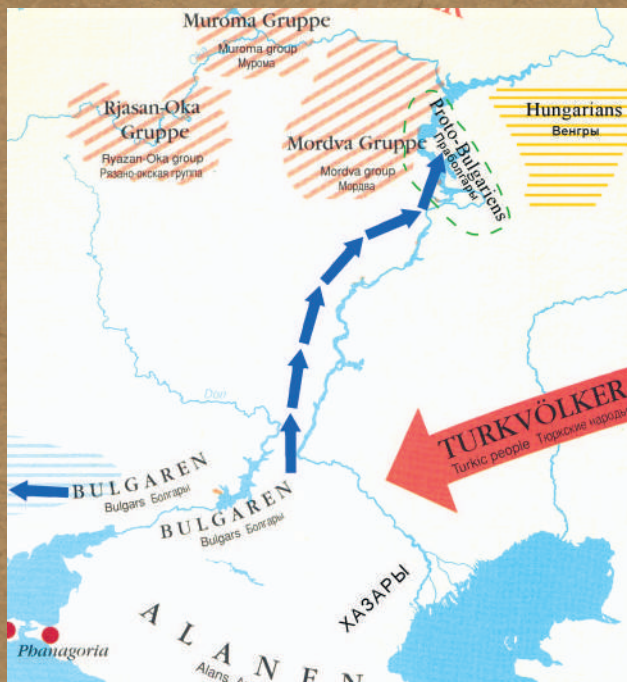 Muroma Gruppe
Muroma group
Мурома
Rjasan-Oka
Gruppe
Ryazan-Oka group
Рязано-окская группа
Mordva Gruppe
Mordva group
Мордва
Proto-Bulgariens
Праболгары
Hungarians
Венгры
Don
TURKVÖLKER
Turkic people Тюркские народы
BULGAREN
Bulgars Болгары
BULGAREN
Bulgars Болгары
ХАЗАРЫ
ALANEN
Alans
Phanagoria